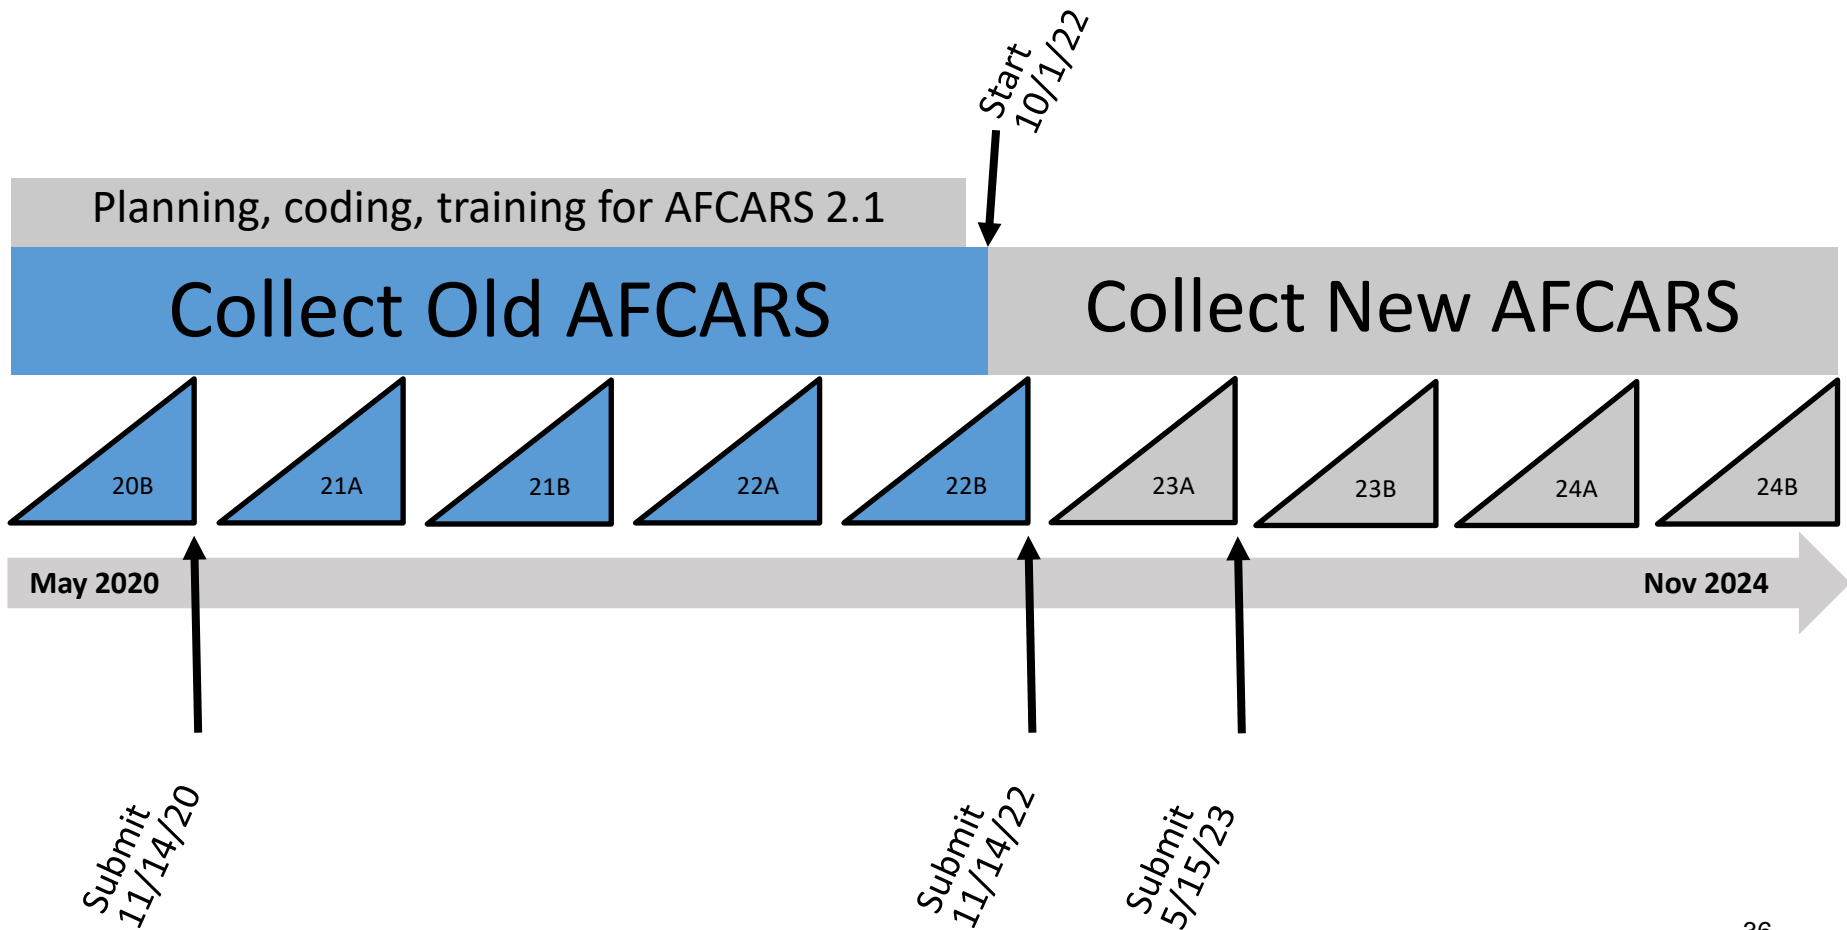 Start
10/1/22
Planning, coding, training for AFCARS 2.1
Collect Old AFCARS
Collect New AFCARS
20B
21A
21B
22A
22B
23A
23B
24A
24B
May 2020
Nov 2024
Submit
11/14/20
Submit
11/14/22
Submit
5/15/23
36